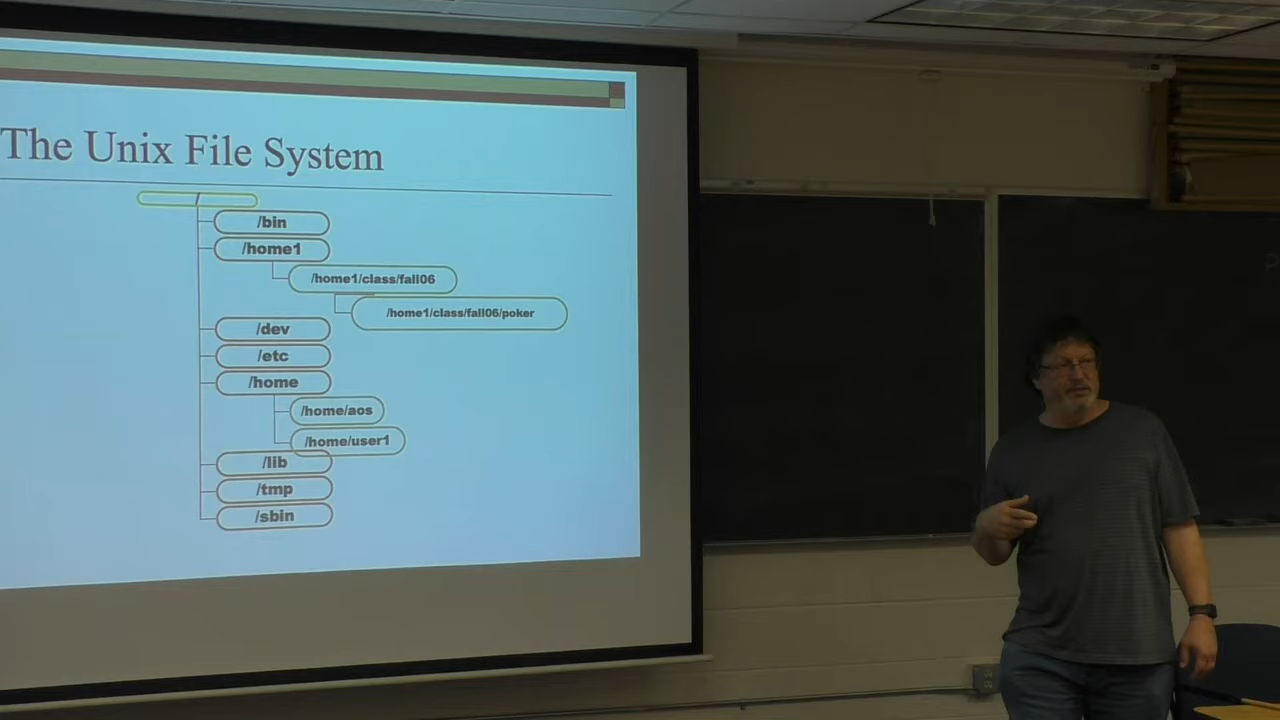 The Unix File System
/
/bin
/home1
/home1/class/fall06
/home1/class/fall06/poker
/dev
/etc
/home
/home/aos
/home/user1
/lib
/tmp
/sbin